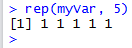 > rep(myVar, 5)
[1] 1 1 1 1 1
>